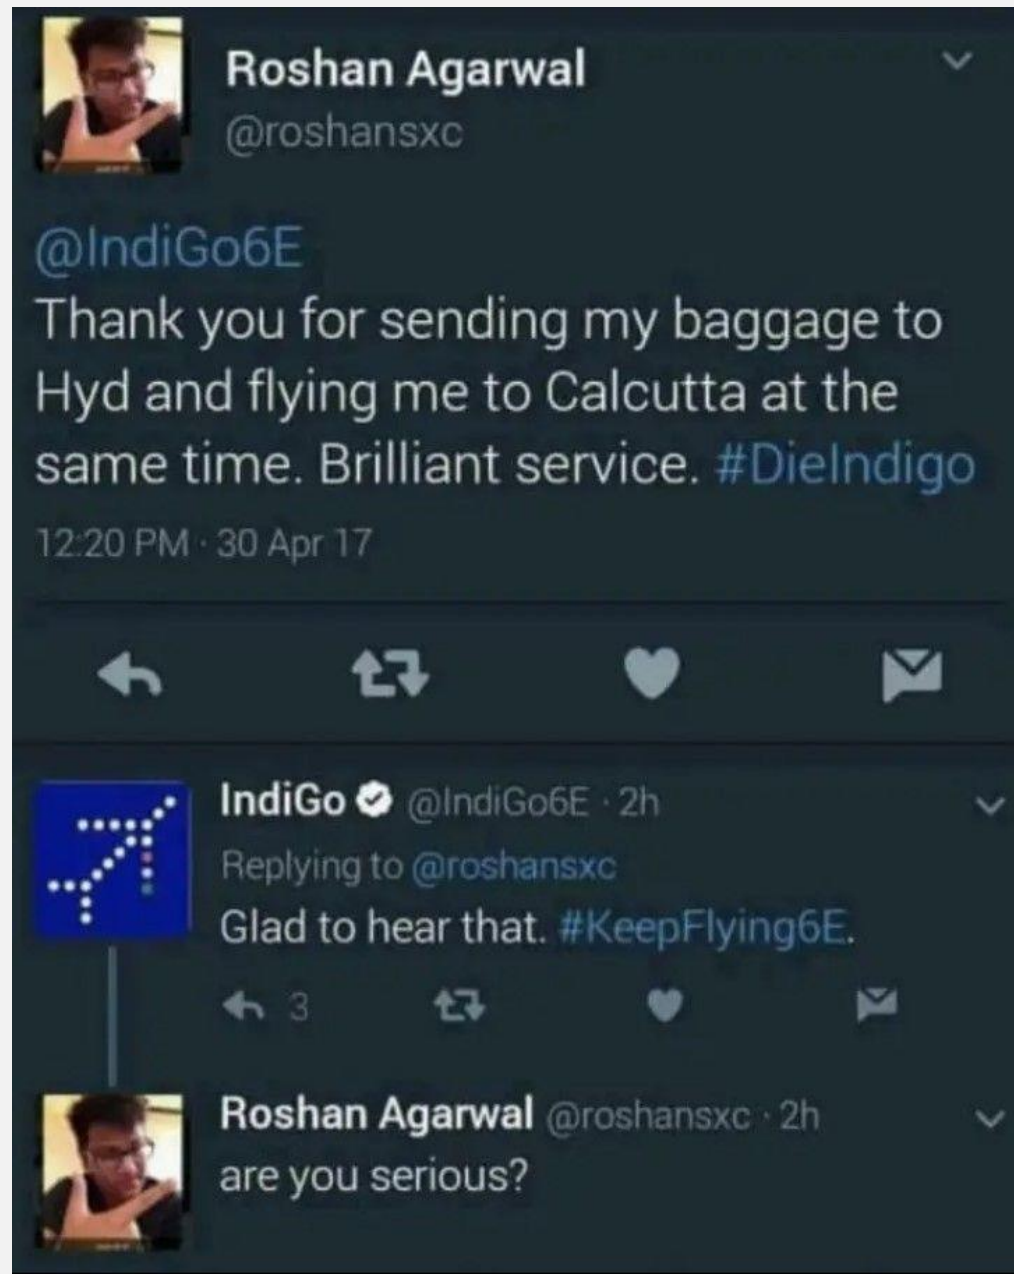 Roshan Agarwal
@roshansxc
@IndiGo6E
Thank you for sending my baggage to
Hyd and flying me to Calcutta at the
same time. Brilliant service. #DieIndigo
12:20 PM · 30 Apr 17
IndiGo @IndiGo6E · 2h
Replying to @roshansxc
Glad to hear that. #KeepFlying6E.
3
Roshan Agarwal @roshansxc · 2h
are you serious?